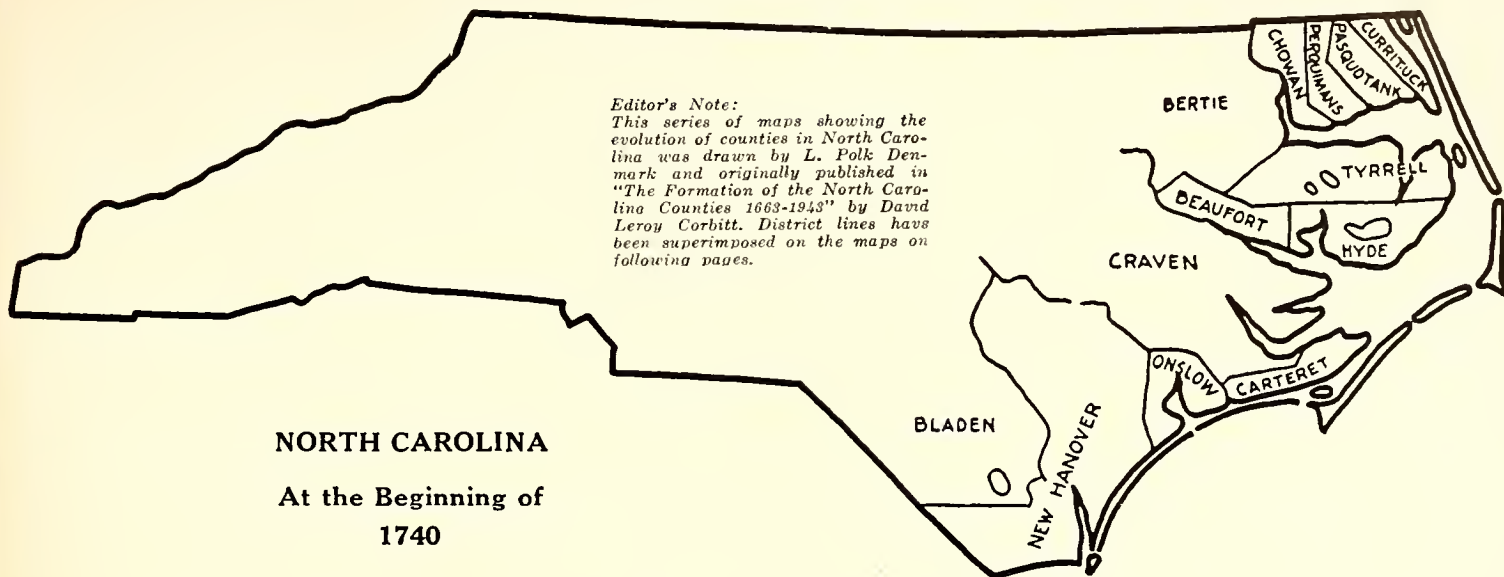 Editor's Note:
This series of maps showing the
evolution of counties in North Caro-
lina was drawn by L. Polk Den-
mark and originally published in
"The Formation of the North Caro-
lina Counties 1663-1943" by David
Leroy Corbitt. District lines have
been superimposed on the maps on
following pages.
CHOWAN
PERQUIMANS
PASQUOTANK
CURRITUCK
BERTIE
TYRRELL
BEAUFORT
HYDE
CRAVEN
ONSLOW
CARTERET
BLADEN
NEW HANOVER
NORTH CAROLINA
At the Beginning of
1740